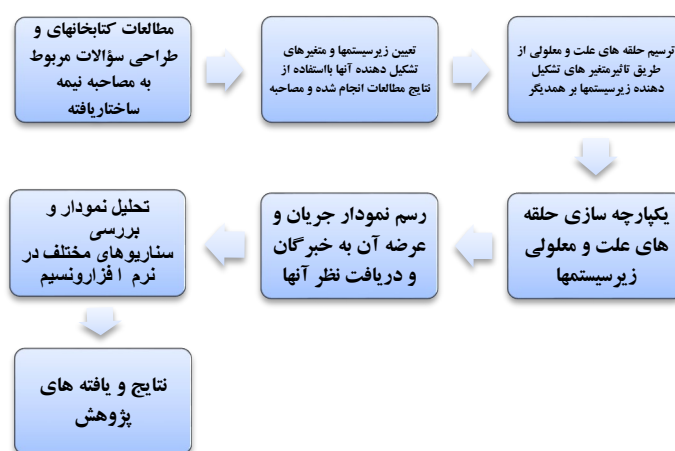 مطالعات کتابخانهای و
طراحی سؤالات مربوط
به مصاحبه نیمه
ساختاریافته
تعیین زیرسیستمها و متغیرهای
تشکیل دهنده آنها بااستفاده از
نتایج مطالعات انجام شده و مصاحبه
ترسیم حلقه های علت و معلولی از
طریق تاثیرمتغیر های تشکیل
دهنده زیرسیستمها بر همدیگر
یکپارچه سازی حلقه
های علت و معلولی
زیرسیستمها
رسم نمودار جریان و
عرضه آن به خبرگان
و دریافت نظر آنها
تحلیل نمودار و
بررسی
سناریوهای مختلف در
نرم ا فزارونسیم
نتایج و یافته های
پژوهش